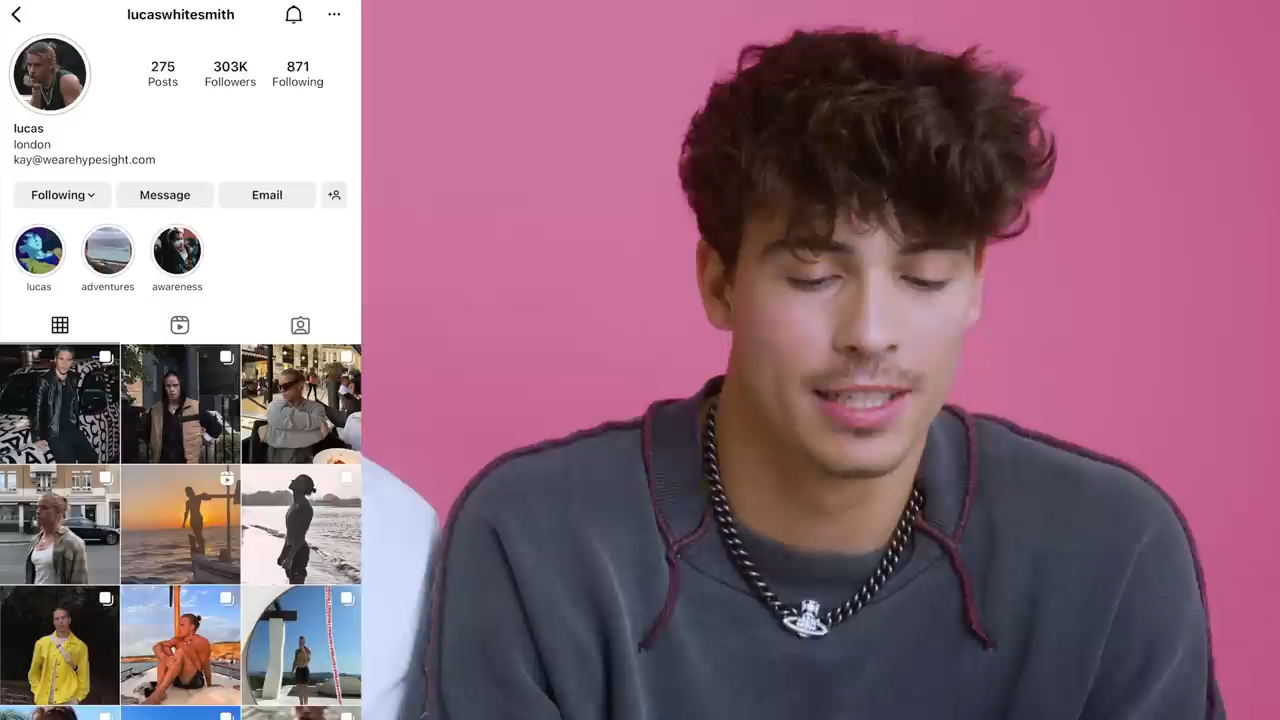 lucaswhitesmith
275 303K 871
Posts Followers Following
lucas
london
kay@wearehypesight.com
Following Message Email
lucas adventures awareness